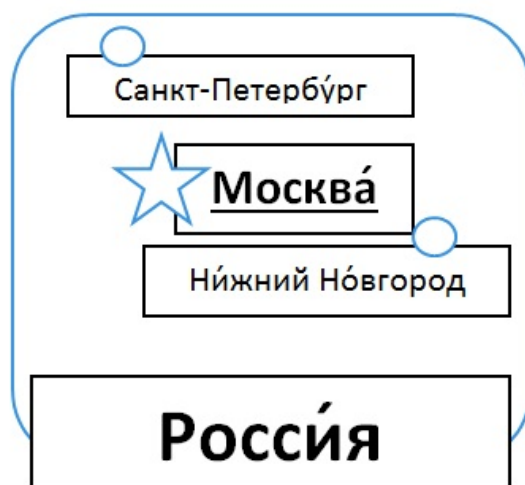 Санкт-Петербу́рг
Москва́
Ни́жний Но́вгород
Росси́я